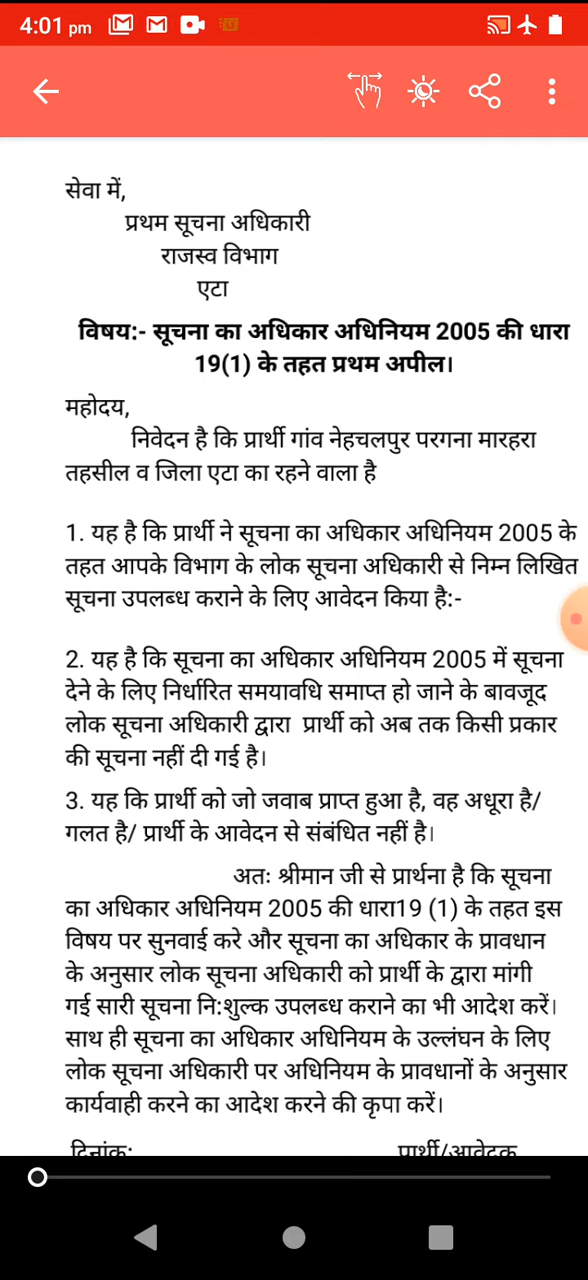 4:01 pm
सेवा में,
प्रथम सूचना अधिकारी
राजस्व विभाग
एटा
विषय:- सूचना का अधिकार अधिनियम 2005 की धारा
19(1) के तहत प्रथम अपील।
महोदय,
निवेदन है कि प्रार्थी गांव नेहचलपुर परगना मारहरा
तहसील व जिला एटा का रहने वाला है
1. यह है कि प्रार्थी ने सूचना का अधिकार अधिनियम 2005 के
तहत आपके विभाग के लोक सूचना अधिकारी से निम्न लिखित
सूचना उपलब्ध कराने के लिए आवेदन किया है:-
2. यह है कि सूचना का अधिकार अधिनियम 2005 में सूचना
देने के लिए निर्धारित समयावधि समाप्त हो जाने के बावजूद
लोक सूचना अधिकारी द्वारा प्रार्थी को अब तक किसी प्रकार
की सूचना नहीं दी गई है।
3. यह कि प्रार्थी को जो जवाब प्राप्त हुआ है, वह अधूरा है/
गलत है/ प्रार्थी के आवेदन से संबंधित नहीं है।
अतः श्रीमान जी से प्रार्थना है कि सूचना
का अधिकार अधिनियम 2005 की धारा19 (1) के तहत इस
विषय पर सुनवाई करे और सूचना का अधिकार के प्रावधान
के अनुसार लोक सूचना अधिकारी को प्रार्थी के द्वारा मांगी
गई सारी सूचना नि:शुल्क उपलब्ध कराने का भी आदेश करें।
साथ ही सूचना का अधिकार अधिनियम के उल्लंघन के लिए
लोक सूचना अधिकारी पर अधिनियम के प्रावधानों के अनुसार
कार्यवाही करने का आदेश करने की कृपा करें।
दिनांक: प्रार्थी/आवेदक